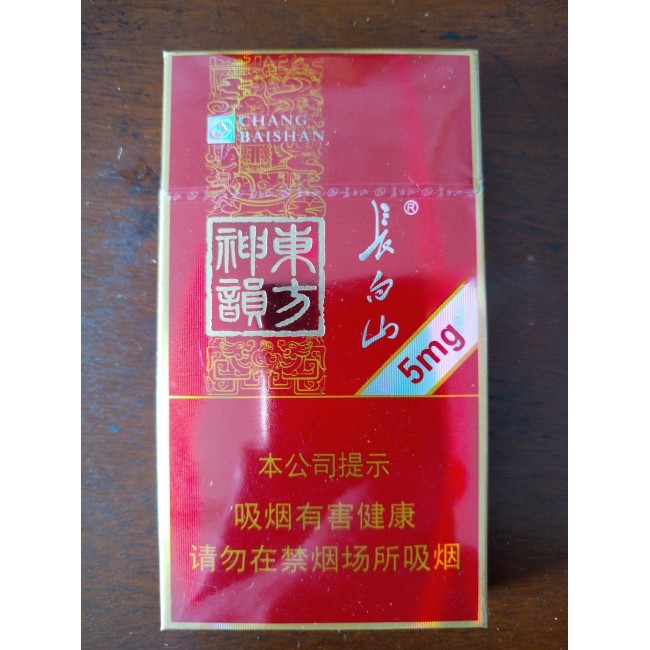 CHANG
BAISHAN
東方
神韻
長白山®
5mg
本公司提示
吸烟有害健康
请勿在禁烟场所吸烟